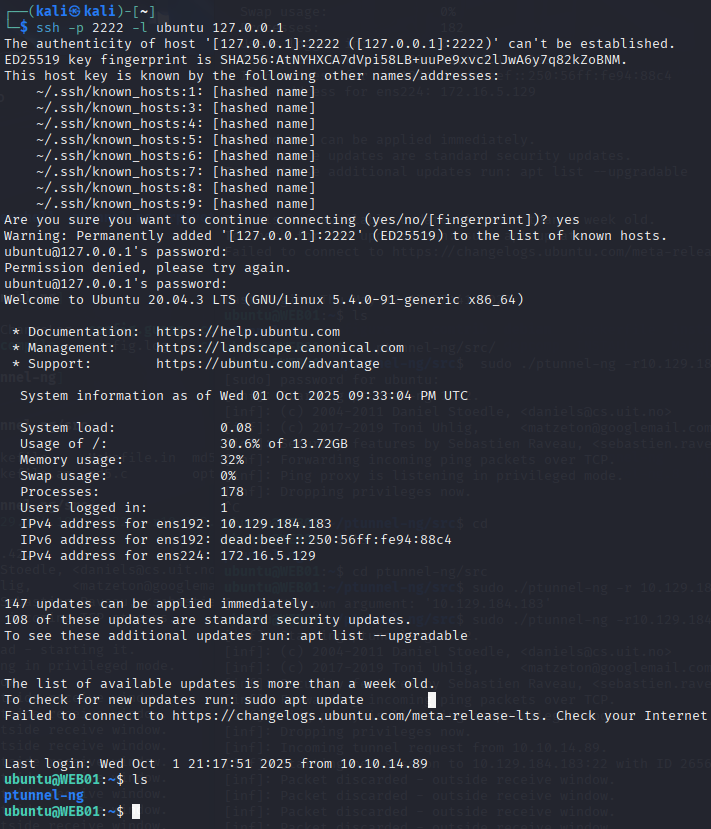 ┌──(kali㉿kali)-[~]
└─$ ssh -p 2222 -l ubuntu 127.0.0.1
The authenticity of host '[127.0.0.1]:2222 ([127.0.0.1]:2222)' can't be established.
ED25519 key fingerprint is SHA256:AtNYHXCA7dVpi58LB+uuPe9xvc2lJwA6y7q82kZoBNM.
This host key is known by the following other names/addresses:
    ~/.ssh/known_hosts:1: [hashed name]
    ~/.ssh/known_hosts:3: [hashed name]
    ~/.ssh/known_hosts:4: [hashed name]
    ~/.ssh/known_hosts:5: [hashed name]
    ~/.ssh/known_hosts:6: [hashed name]
    ~/.ssh/known_hosts:7: [hashed name]
    ~/.ssh/known_hosts:8: [hashed name]
    ~/.ssh/known_hosts:9: [hashed name]
Are you sure you want to continue connecting (yes/no/[fingerprint])? yes
Warning: Permanently added '[127.0.0.1]:2222' (ED25519) to the list of known hosts.
ubuntu@127.0.0.1's password:
Permission denied, please try again.
ubuntu@127.0.0.1's password:
Welcome to Ubuntu 20.04.3 LTS (GNU/Linux 5.4.0-91-generic x86_64)

 * Documentation:  https://help.ubuntu.com
 * Management:     https://landscape.canonical.com
 * Support:        https://ubuntu.com/advantage

  System information as of Wed 01 Oct 2025 09:33:04 PM UTC

  System load:             0.08
  Usage of /:              30.6% of 13.72GB
  Memory usage:            32%
  Swap usage:              0%
  Processes:               178
  Users logged in:         1
  IPv4 address for ens192: 10.129.184.183
  IPv6 address for ens192: dead:beef::250:56ff:fe94:88c4
  IPv4 address for ens224: 172.16.5.129


147 updates can be applied immediately.
108 of these updates are standard security updates.
To see these additional updates run: apt list --upgradable


The list of available updates is more than a week old.
To check for new updates run: sudo apt update
Failed to connect to https://changelogs.ubuntu.com/meta-release-lts. Check your Internet


Last login: Wed Oct  1 21:17:51 2025 from 10.10.14.89
ubuntu@WEB01:~$ ls
ptunnel-ng
ubuntu@WEB01:~$